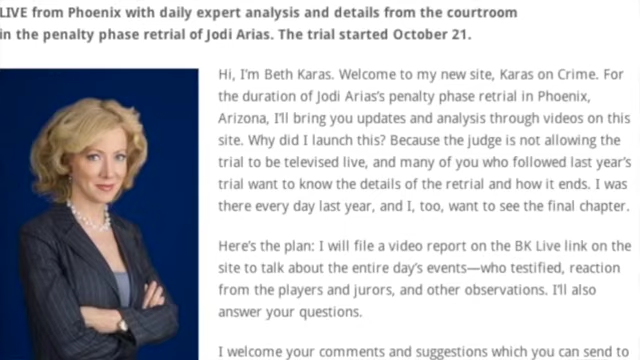 LIVE from Phoenix with daily expert analysis and details from the courtroom
in the penalty phase retrial of Jodi Arias. The trial started October 21.
Hi, I'm Beth Karas. Welcome to my new site, Karas on Crime. For
the duration of Jodi Arias's penalty phase retrial in Phoenix,
Arizona, I'll bring you updates and analysis through videos on this
site. Why did I launch this? Because the judge is not allowing the
trial to be televised live, and many of you who followed last year's
trial want to know the details of the retrial and how it ends. I was
there every day last year, and I, too, want to see the final chapter.
Here's the plan: I will file a video report on the BK Live link on the
site to talk about the entire day's events—who testified, reaction
from the players and jurors, and other observations. I'll also
answer your questions.
I welcome your comments and suggestions which you can send to